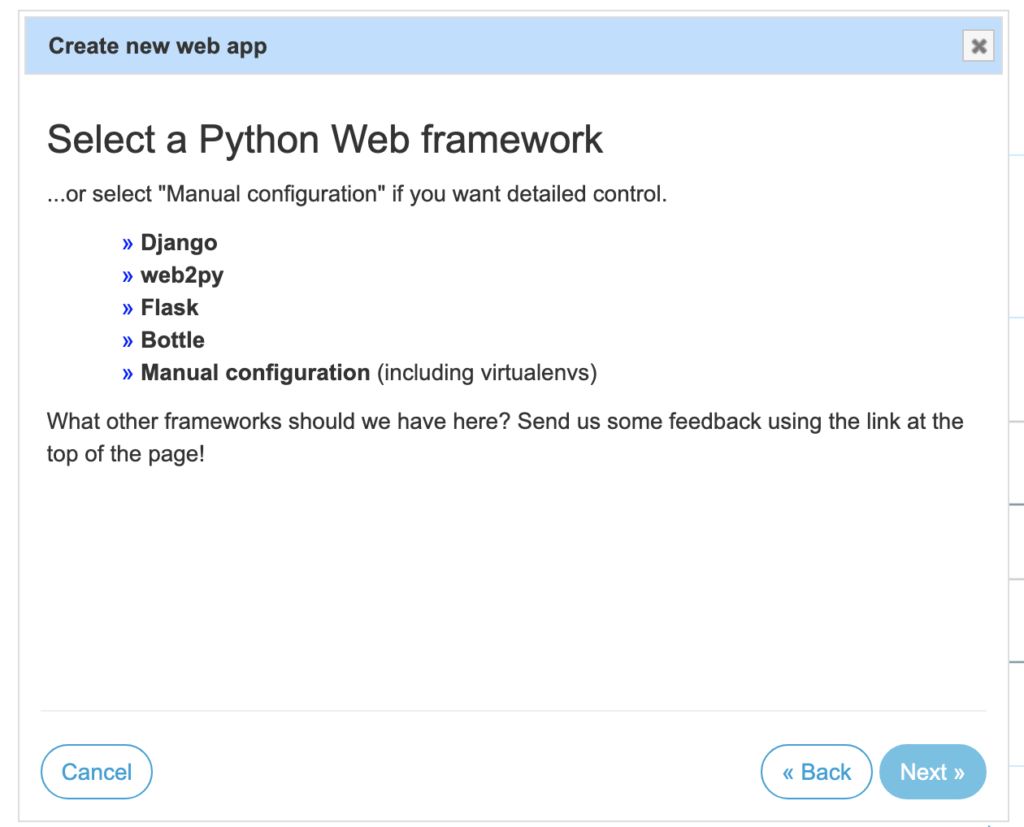 Create new web app
Select a Python Web framework
...or select "Manual configuration" if you want detailed control.
» Django
» web2py
» Flask
» Bottle
» Manual configuration (including virtualenvs)
What other frameworks should we have here? Send us some feedback using the link at the
top of the page!
Cancel
« Back
Next »